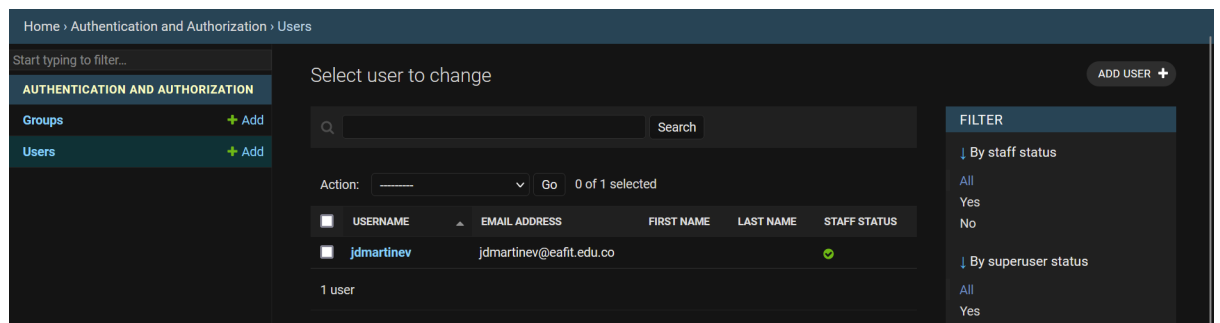 Home › Authentication and Authorization › Users
Start typing to filter...
AUTHENTICATION AND AUTHORIZATION
Groups + Add
Users + Add
Select user to change
ADD USER +
Search
Action: --------- Go 0 of 1 selected
USERNAME EMAIL ADDRESS FIRST NAME LAST NAME STAFF STATUS
jdmartinev jdmartinev@eafit.edu.co
1 user
FILTER
↓ By staff status
All
Yes
No
↓ By superuser status
All
Yes